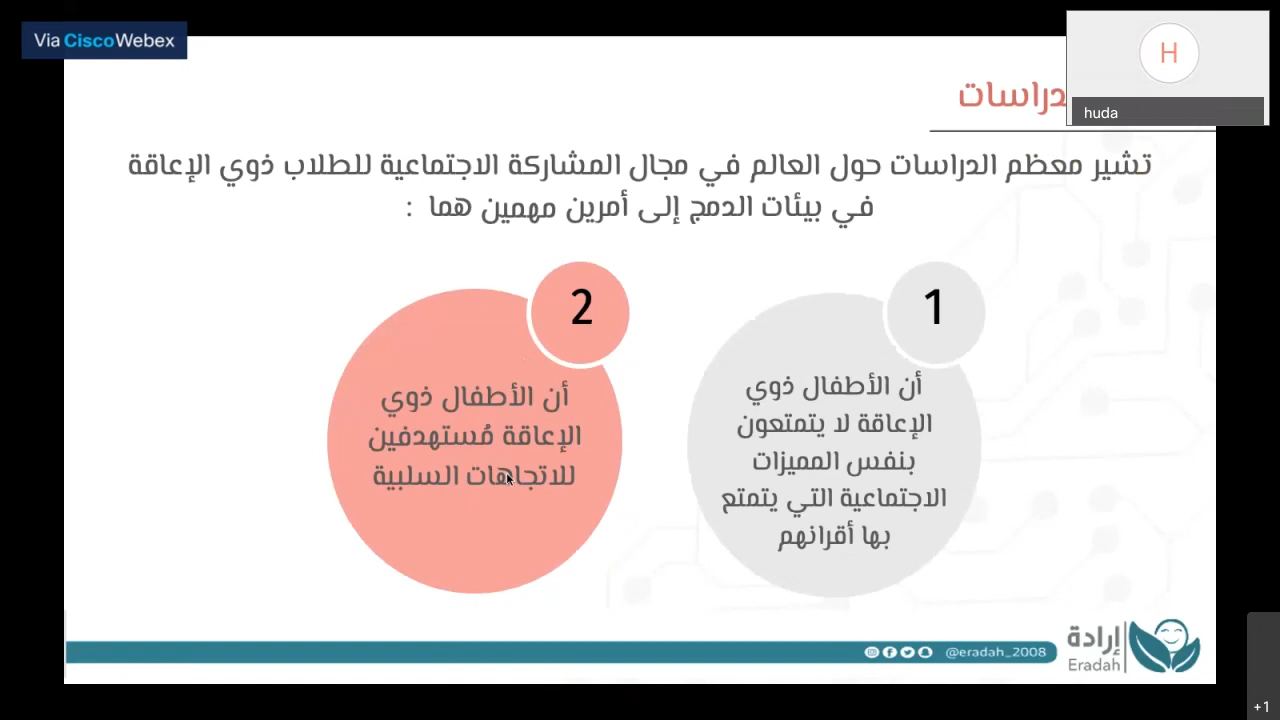 Via Cisco Webex
H
huda
تشير معظم الدراسات حول العالم في مجال المشاركة الاجتماعية للطلاب ذوي الإعاقة
في بيئات الدمج إلى أمرين مهمين هما :
1
أن الأطفال ذوي
الإعاقة لا يتمتعون
بنفس المميزات
الاجتماعية التي يتمتع
بها أقرانهم
2
أن الأطفال ذوي
الإعاقة مُستهدفين
للاتجاهات السلبية
@eradah_2008
إرادة
Eradah
+1